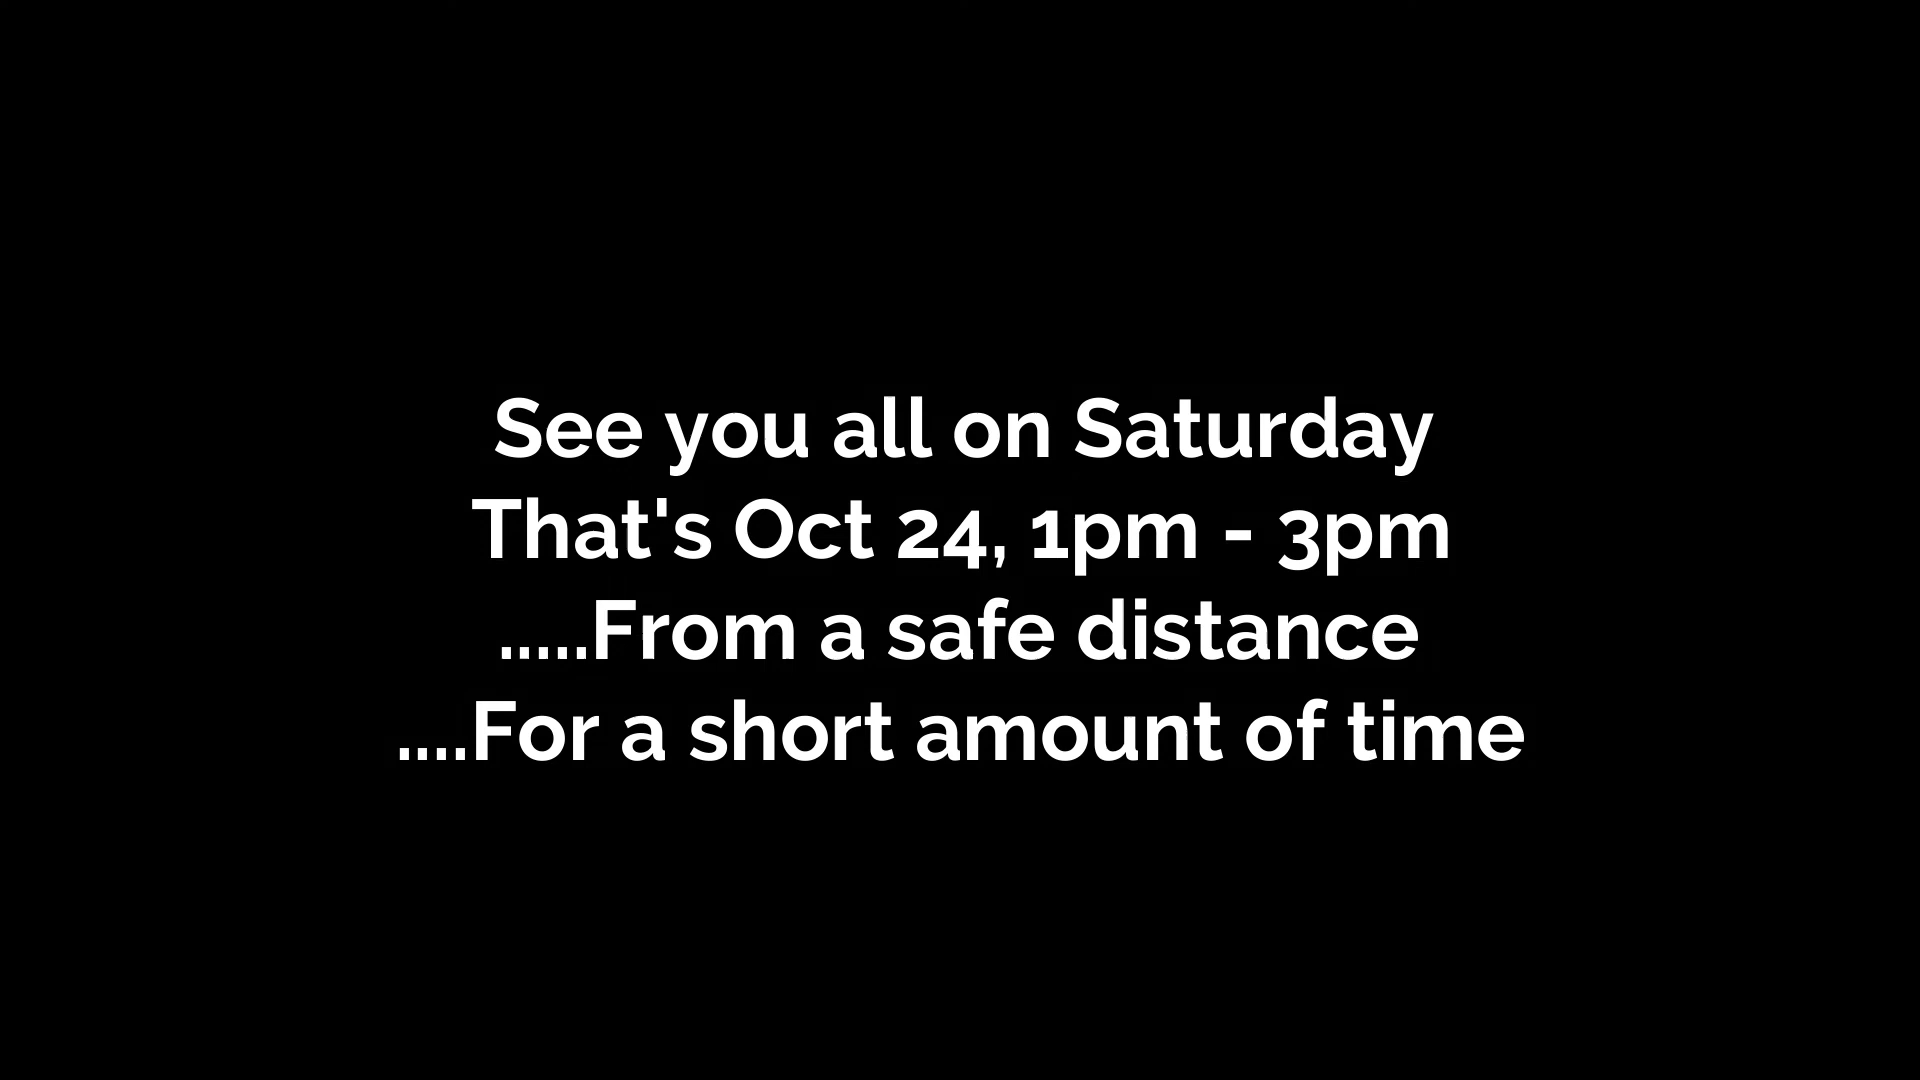 See you all on Saturday
That's Oct 24, 1pm - 3pm
.....From a safe distance
....For a short amount of time